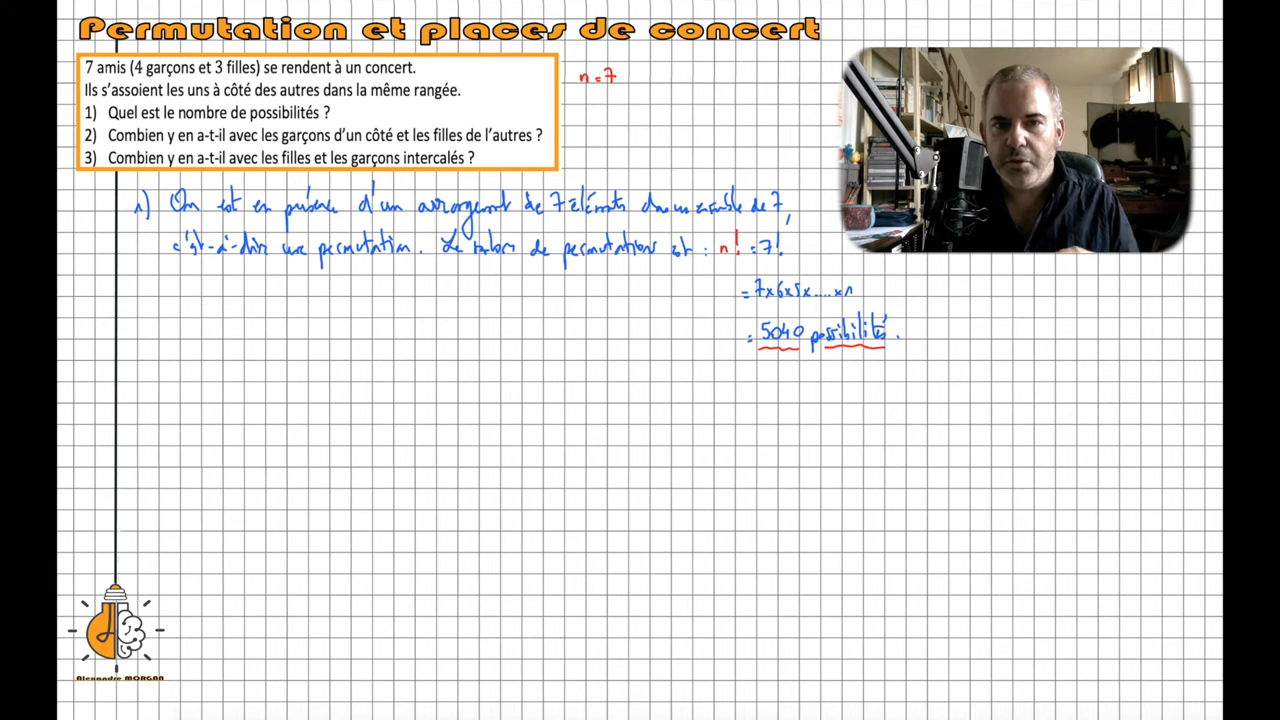 Permutation et places de concert
7 amis (4 garçons et 3 filles) se rendent à un concert.
Ils s’assoient les uns à côté des autres dans la même rangée.
1) Quel est le nombre de possibilités ?
2) Combien y en a-t-il avec les garçons d’un côté et les filles de l’autres ?
3) Combien y en a-t-il avec les filles et les garçons intercalés ?
n = 7
1) On est en présence d'un arrangement de 7 éléments dans un ensemble de 7,
c'est-à-dire une permutation. Le nombre de permutations est : n! = 7!
= 7×6×5×....×1
= 5040 possibilités.
Alexandre MORGAN